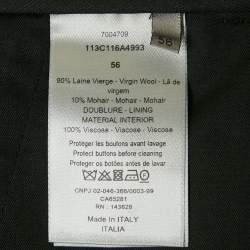 7004709
113C116A4993
56
56
90% Laine Vierge - Virgin Wool - Lã de
virgem
10% Mohair - Mohair - Mohair
DOUBLURE - LINING
MATERIAL INTERIOR
100% Viscose - Viscose - Viscose
Protéger les boutons avant lavage
Protect buttons before cleaning
Proteger os botões antes de lavar
CNPJ 02-046-366/0003-99
CA65281
RN : 143628
Made In ITALY
ITALIA